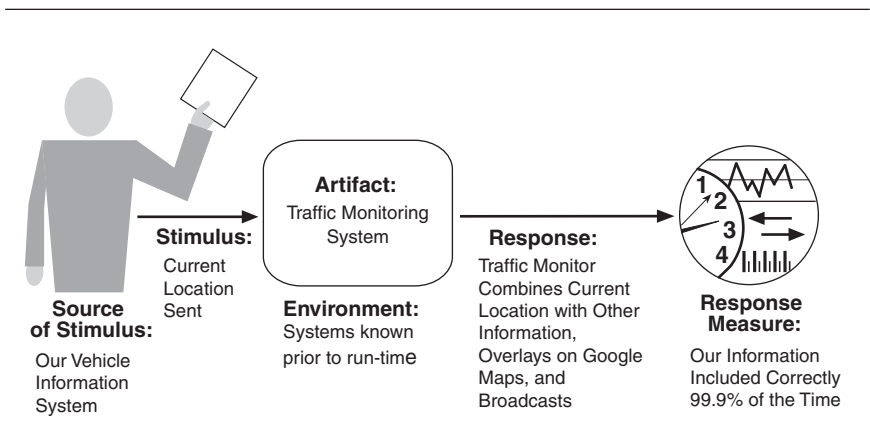 Source
of Stimulus:
Our Vehicle
Information
System
Stimulus:
Current
Location
Sent
Artifact:
Traffic Monitoring
System
Environment:
Systems known
prior to run-time
Response:
Traffic Monitor
Combines Current
Location with Other
Information,
Overlays on Google
Maps, and
Broadcasts
1
2
3
4
Response
Measure:
Our Information
Included Correctly
99.9% of the Time